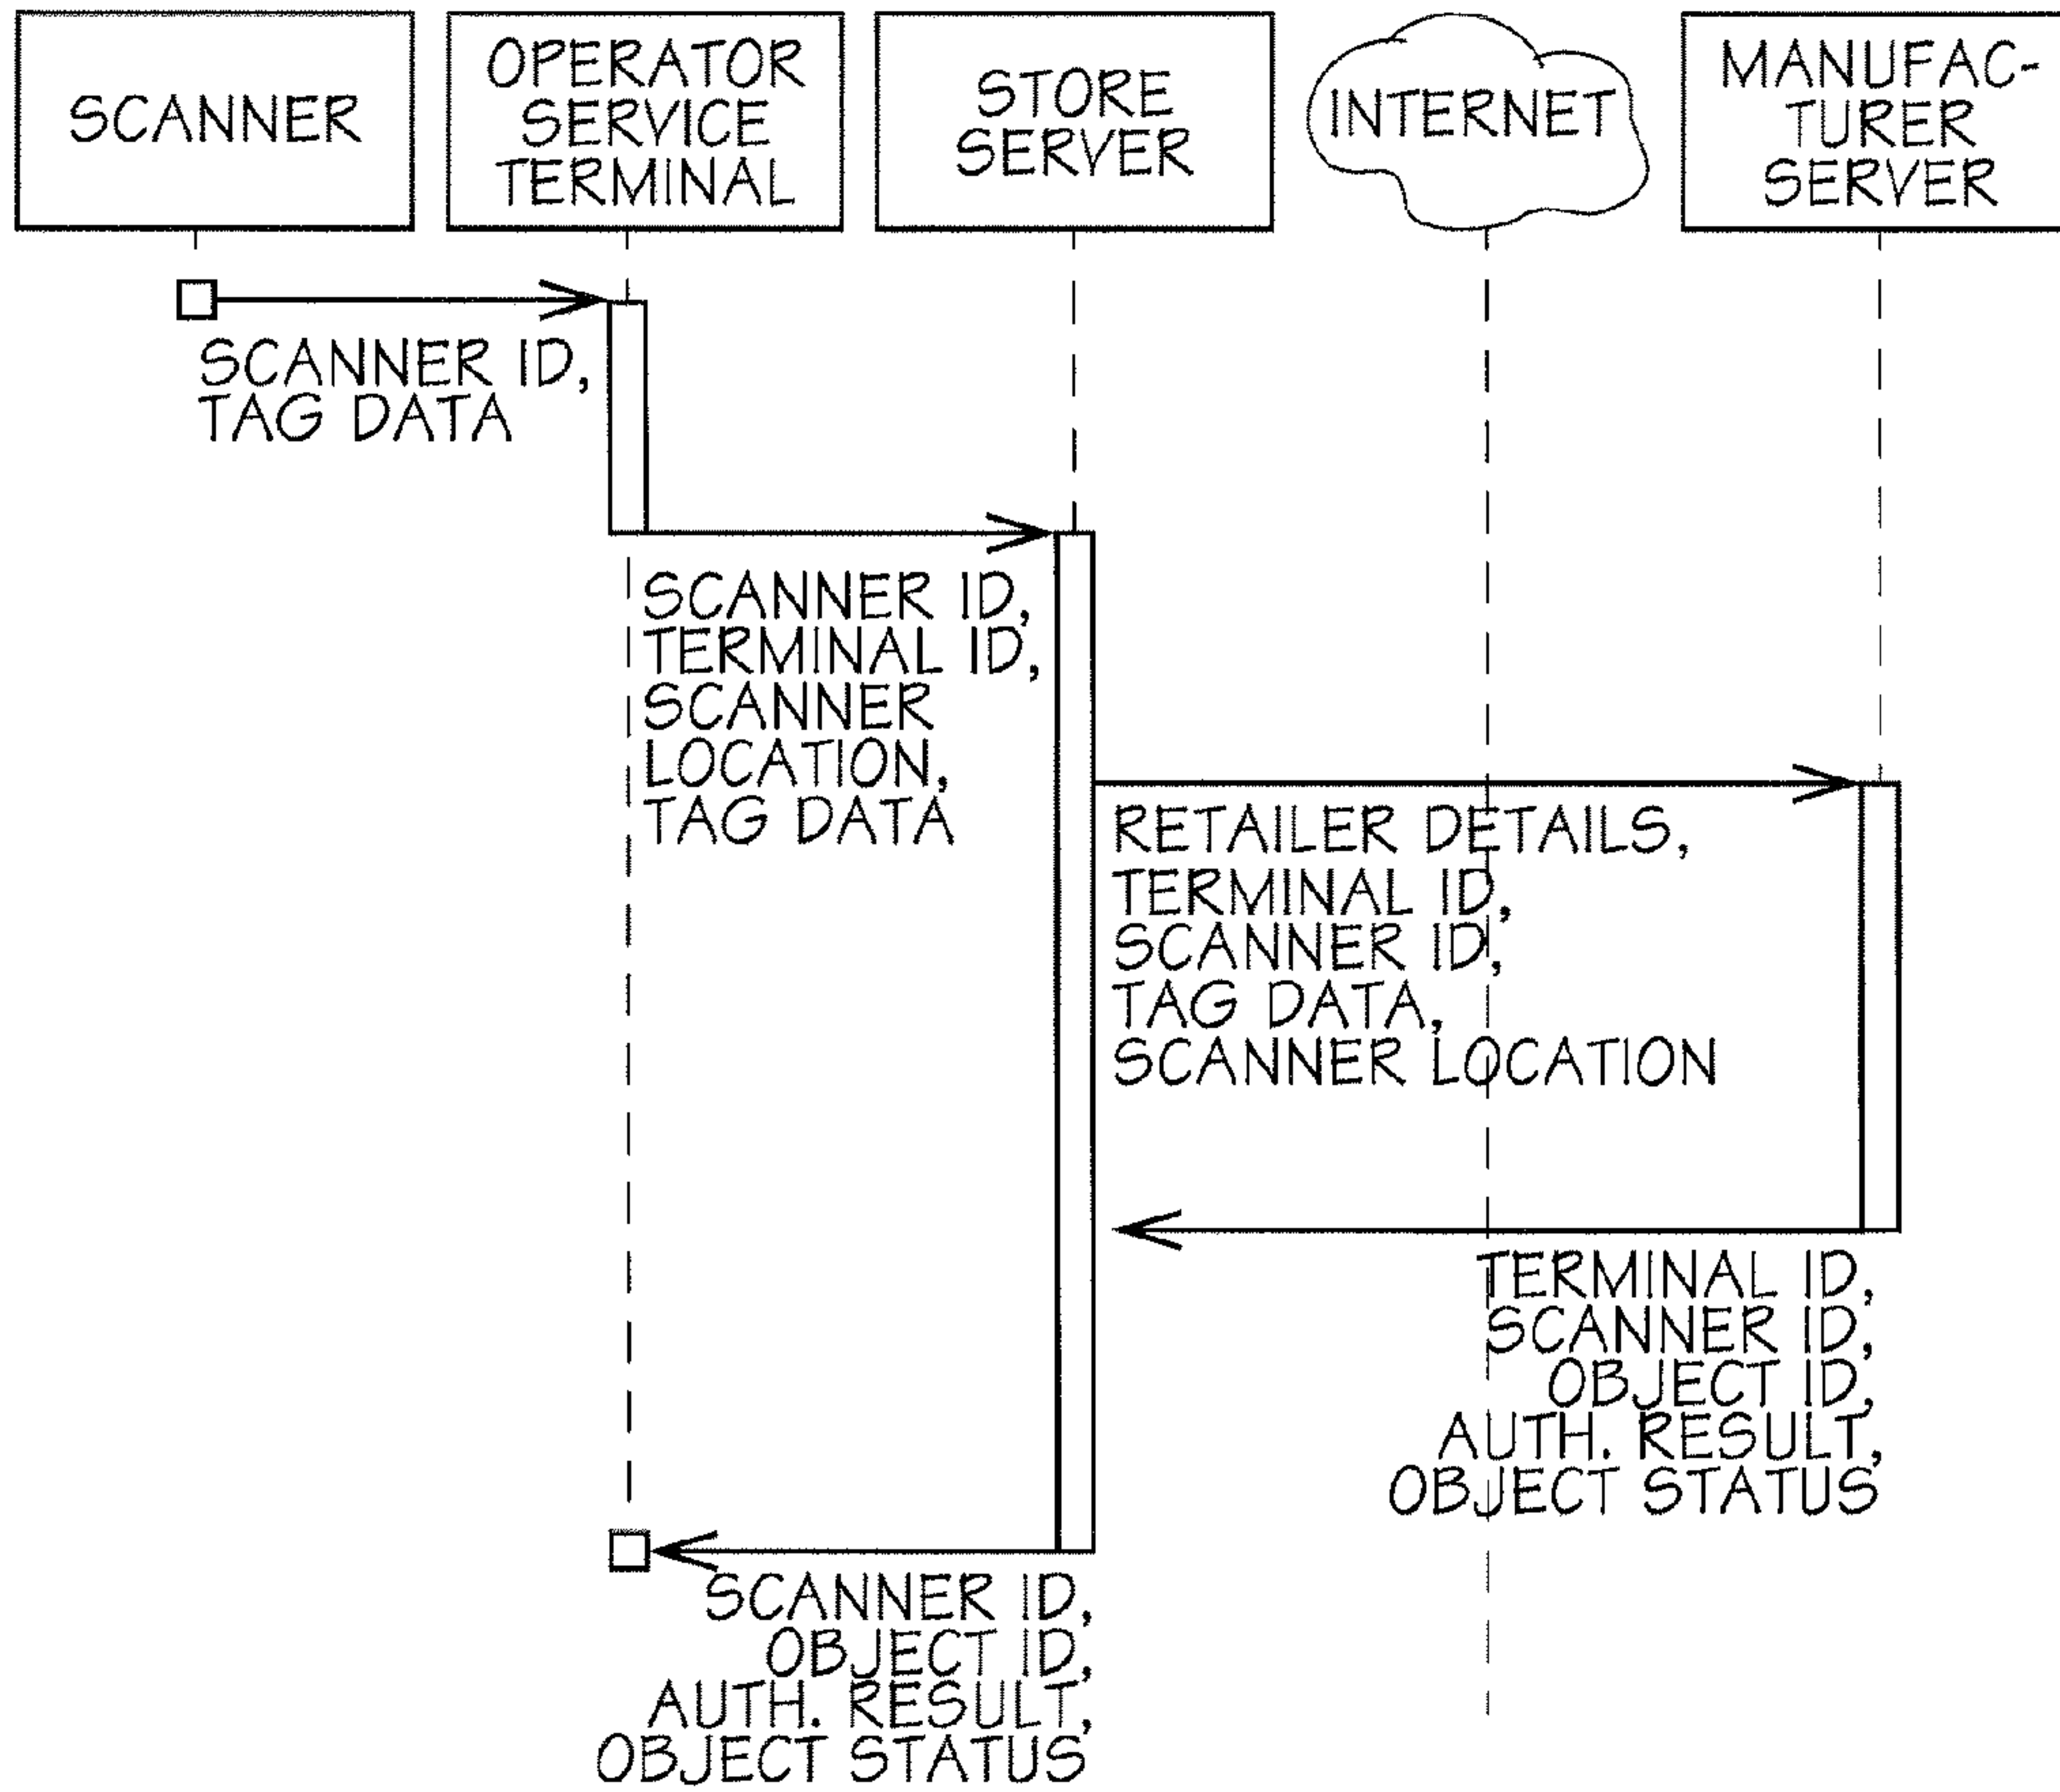 SCANNER
OPERATOR
SERVICE
TERMINAL
STORE
SERVER
INTERNET
MANUFAC-
TURER
SERVER
SCANNER ID,
TAG DATA
SCANNER ID,
TERMINAL ID,
SCANNER
LOCATION,
TAG DATA
RETAILER DETAILS,
TERMINAL ID,
SCANNER ID,
TAG DATA,
SCANNER LOCATION
TERMINAL ID,
SCANNER ID,
OBJECT ID,
AUTH. RESULT,
OBJECT STATUS
SCANNER ID,
OBJECT ID,
AUTH. RESULT,
OBJECT STATUS